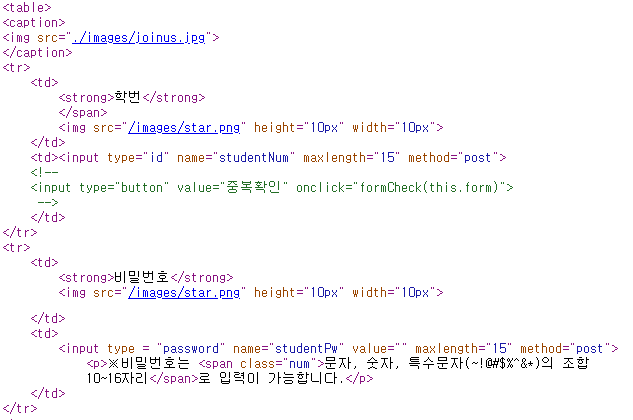 <table>
<caption>
<img src="./images/joinus.jpg">
</caption>
<tr>
<td>
<strong>학번</strong>
</span>
<img src="/images/star.png" height="10px" width="10px">
</td>
<td><input type="id" name="studentNum" maxlength="15" method="post">
<!--
<input type="button" value="중복확인" onclick="formCheck(this.form)">
-->
</td>
</tr>
<tr>
<td>
<strong>비밀번호</strong>
<img src="/images/star.png" height="10px" width="10px">
</td>
<td>
<input type = "password" name="studentPw" value="" maxlength="15" method="post">
<p>※비밀번호는 <span class="num">문자, 숫자, 특수문자(~!@#$%^&*)의 조합
10~16자리</span>로 입력이 가능합니다.</p>
</td>
</tr>